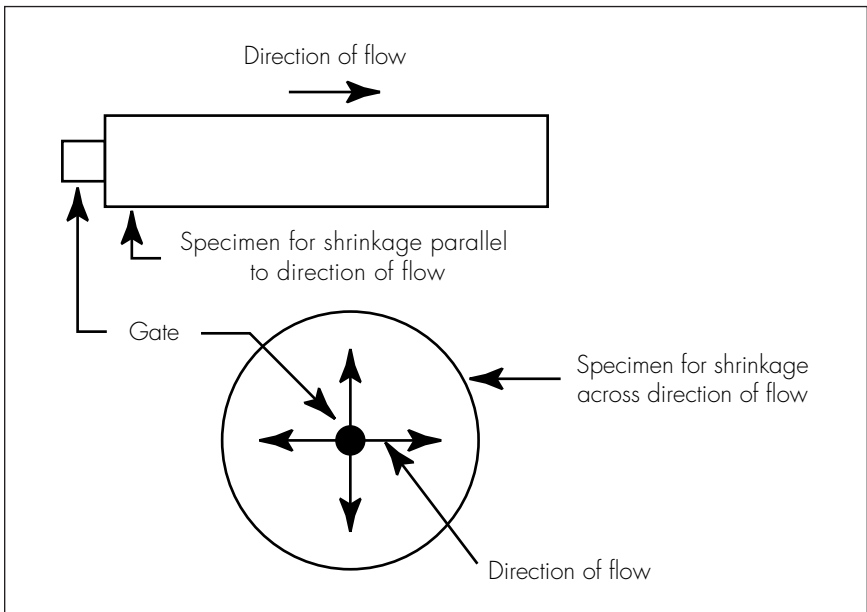 Direction of flow
Specimen for shrinkage parallel
to direction of flow
Gate
Specimen for shrinkage
across direction of flow
Direction of flow